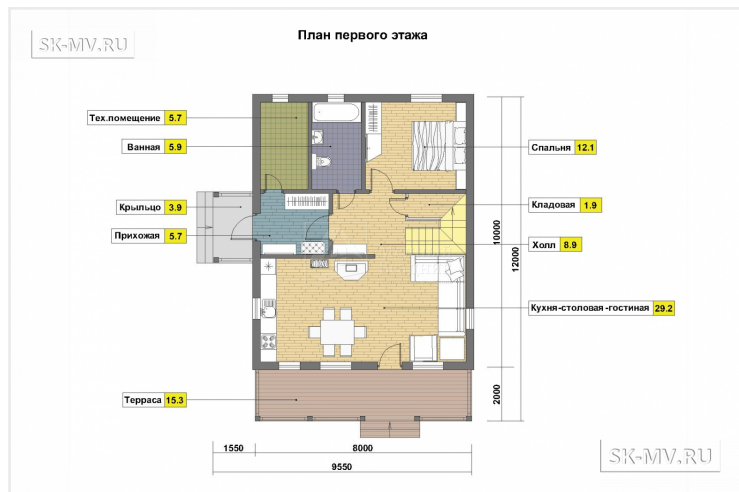 План первого этажа
SK-MV.RU
Тех.помещение 5.7
Ванная 5.9
Спальня 12.1
Крыльцо 3.9
Кладовая 1.9
Прихожая 5.7
Холл 8.9
10000
12000
Кухня-столовая-гостиная 29.2
Терраса 15.3
2000
1550 8000
9550
SK-MV.RU